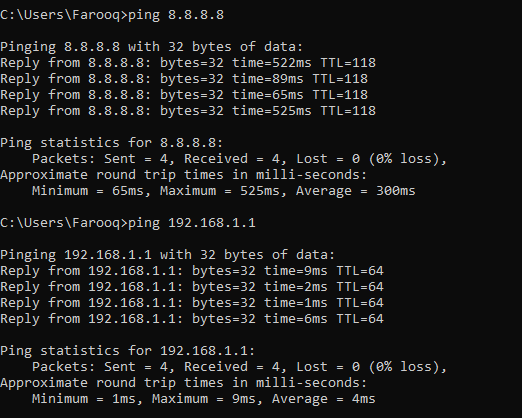 C:\Users\Farooq>ping 8.8.8.8
Pinging 8.8.8.8 with 32 bytes of data:
Reply from 8.8.8.8: bytes=32 time=522ms TTL=118
Reply from 8.8.8.8: bytes=32 time=89ms TTL=118
Reply from 8.8.8.8: bytes=32 time=65ms TTL=118
Reply from 8.8.8.8: bytes=32 time=525ms TTL=118
Ping statistics for 8.8.8.8:
    Packets: Sent = 4, Received = 4, Lost = 0 (0% loss),
Approximate round trip times in milli-seconds:
    Minimum = 65ms, Maximum = 525ms, Average = 300ms
C:\Users\Farooq>ping 192.168.1.1
Pinging 192.168.1.1 with 32 bytes of data:
Reply from 192.168.1.1: bytes=32 time=9ms TTL=64
Reply from 192.168.1.1: bytes=32 time=2ms TTL=64
Reply from 192.168.1.1: bytes=32 time=1ms TTL=64
Reply from 192.168.1.1: bytes=32 time=6ms TTL=64
Ping statistics for 192.168.1.1:
    Packets: Sent = 4, Received = 4, Lost = 0 (0% loss),
Approximate round trip times in milli-seconds:
    Minimum = 1ms, Maximum = 9ms, Average = 4ms